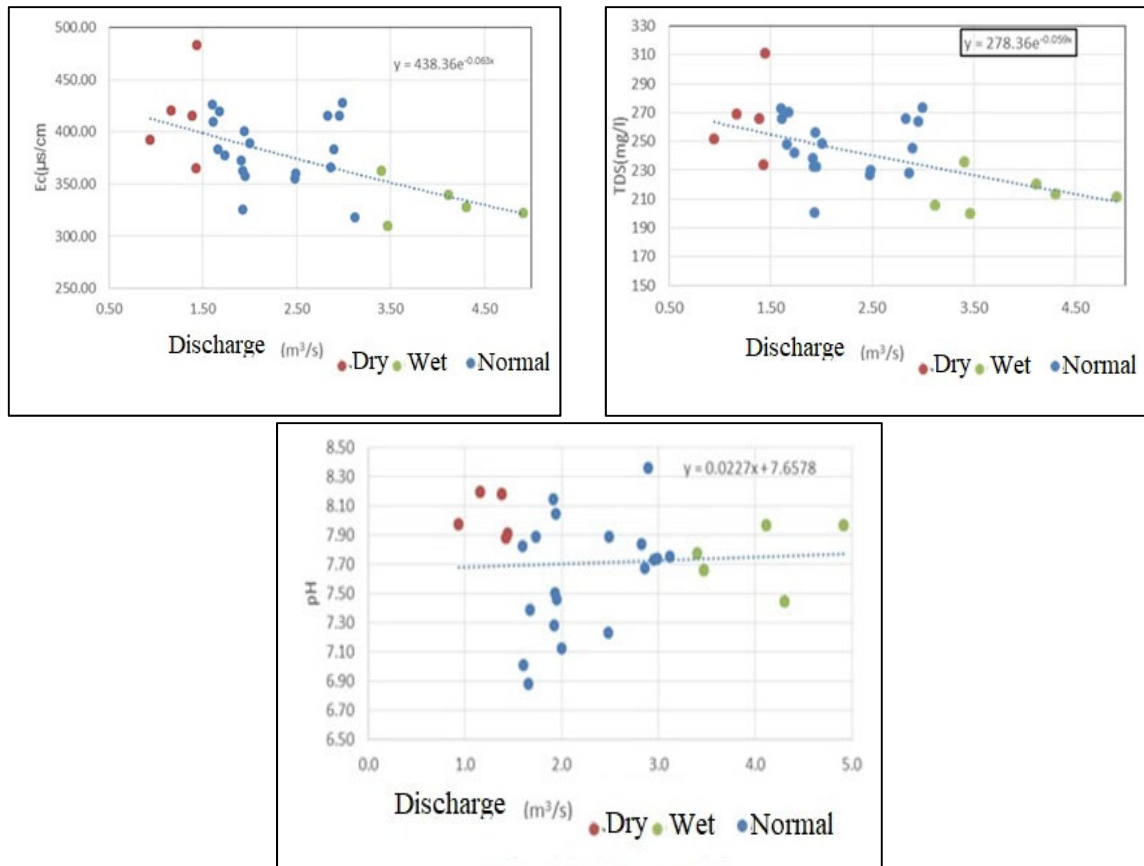 500.00
450.00
400.00
350.00
300.00
250.00
Ec(µs/cm
y = 438.36e-0.063x
0.50 1.50 2.50 3.50 4.50
Discharge (m³/s)
Dry Wet Normal
330
310
290
270
250
230
210
190
170
150
TDS(mg/l)
y = 278.36e-0.059x
0.50 1.50 2.50 3.50 4.50
Discharge (m³/s)
Dry Wet Normal
8.50
8.30
8.10
7.90
7.70
7.50
7.30
7.10
6.90
6.70
6.50
pH
y = 0.0227x + 7.6578
0.0 1.0 2.0 3.0 4.0 5.0
Discharge (m³/s)
Dry Wet Normal